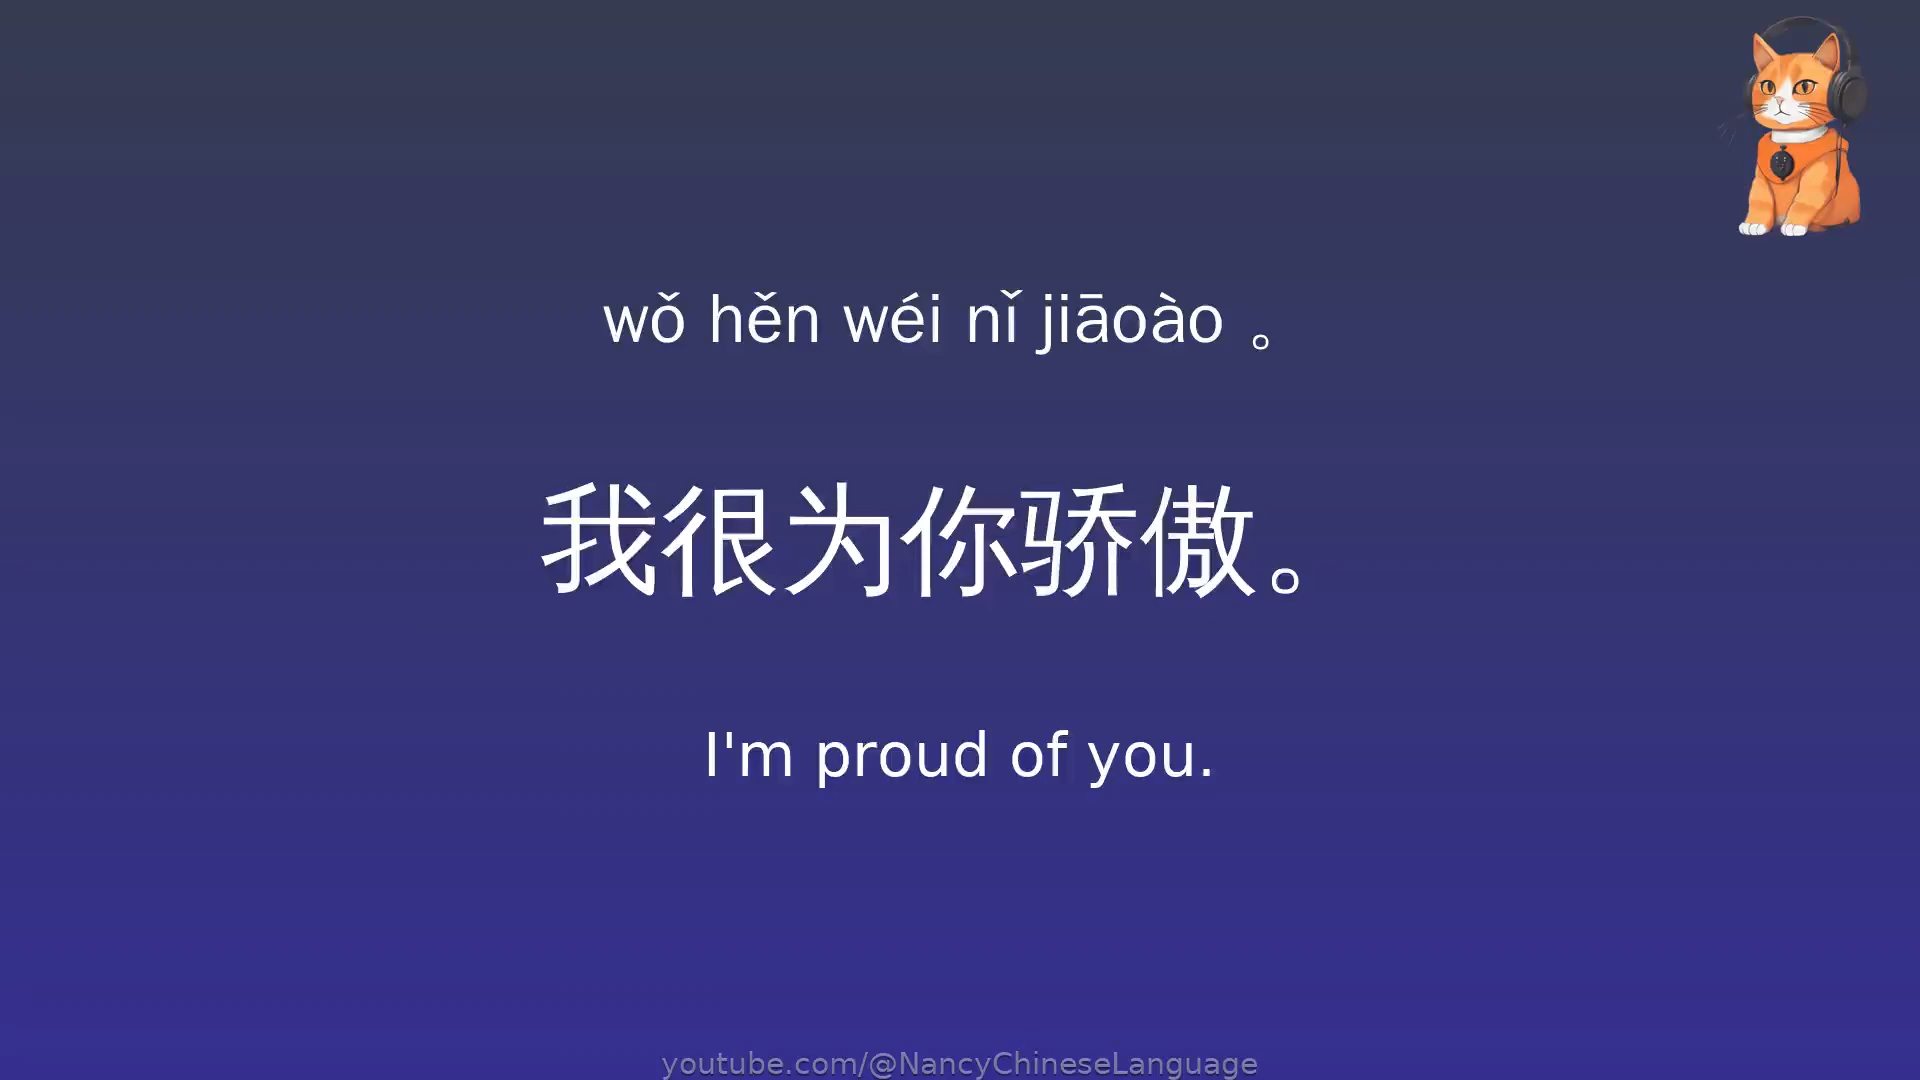 wǒ hěn wéi nǐ jiāoào 。
我很为你骄傲。
I'm proud of you.
youtube.com/@NancyChineseLanguage